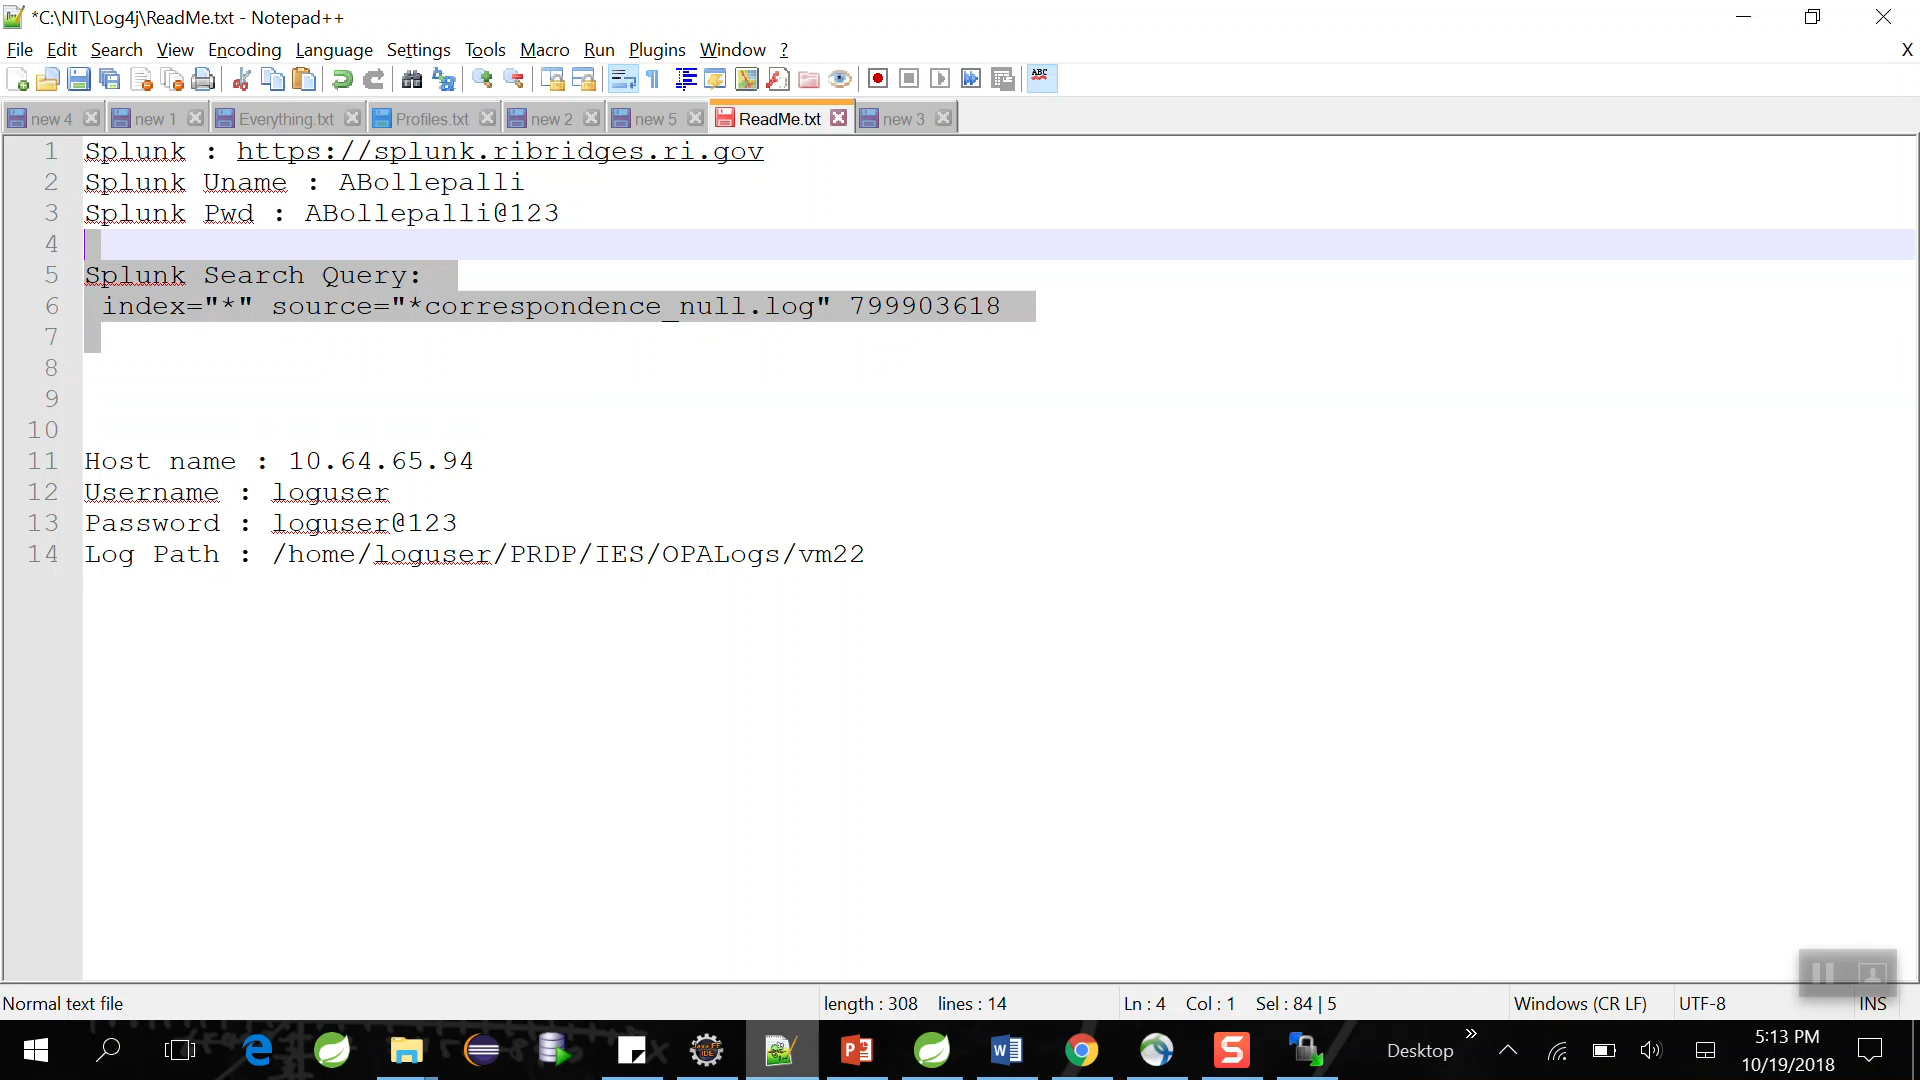 *C:\NIT\Log4j\ReadMe.txt - Notepad++
File Edit Search View Encoding Language Settings Tools Macro Run Plugins Window ? X
ABC
new 4 new 1 Everything.txt Profiles.txt new 2 new 5 ReadMe.txt new 3
1 Splunk : https://splunk.ribridges.ri.gov
2 Splunk Uname : ABollepalli
3 Splunk Pwd : ABollepalli@123
4
5 Splunk Search Query:
6 index="*" source="*correspondence_null.log" 799903618
7
8
9
10
11 Host name : 10.64.65.94
12 Username : loguser
13 Password : loguser@123
14 Log Path : /home/loguser/PRDP/IES/OPALogs/vm22
Normal text file length : 308 lines : 14 Ln : 4 Col : 1 Sel : 84 | 5 Windows (CR LF) UTF-8 INS
Desktop 5:13 PM
10/19/2018